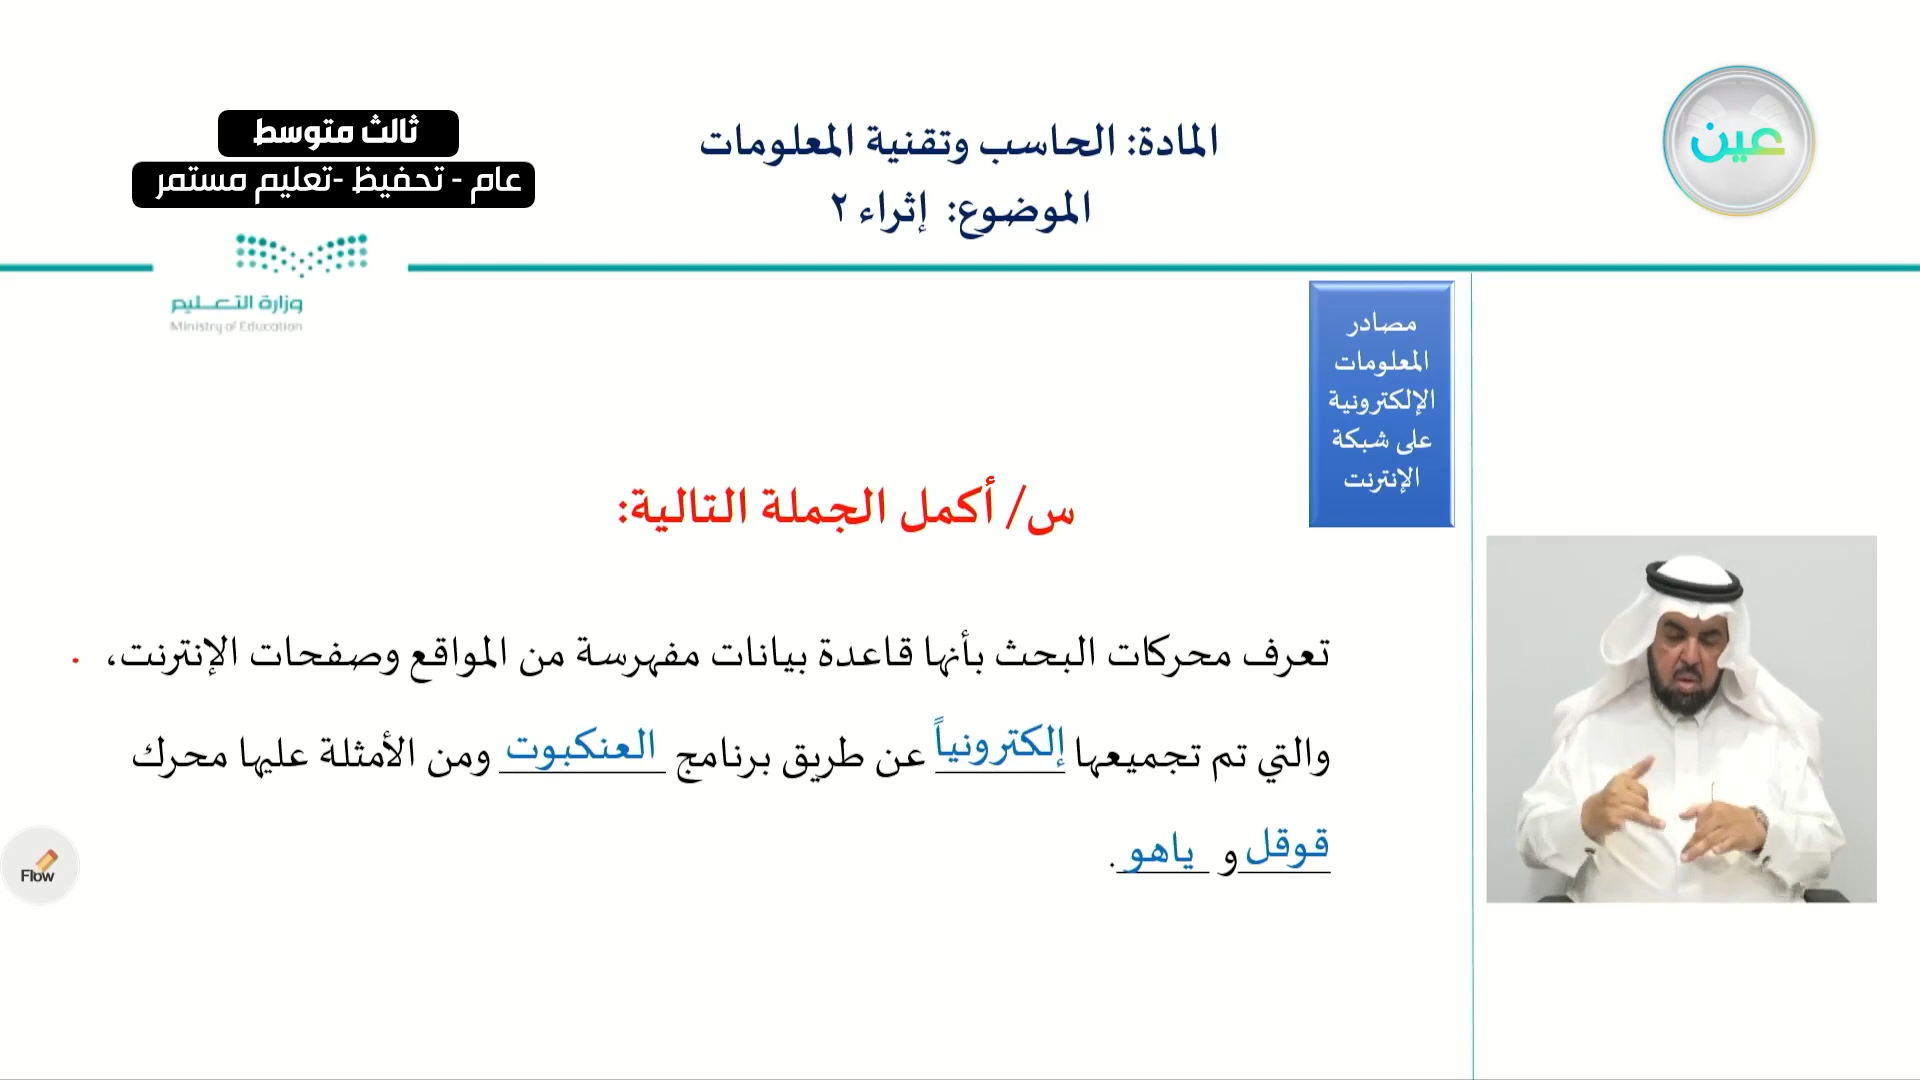 المادة: الحاسب وتقنية المعلومات
الموضوع: إثراء ٢
عين
ثالث متوسط
عام - تحفيظ -تعليم مستمر
وزارة التعـليم
Ministry of Education
مصادر
المعلومات
الإلكترونية
على شبكة
الإنترنت
س/ أكمل الجملة التالية:
تعرف محركات البحث بأنها قاعدة بيانات مفهرسة من المواقع وصفحات الإنترنت،
والتي تم تجميعها إلكترونياً عن طريق برنامج العنكبوت ومن الأمثلة عليها محرك
قوقل و ياهو .
Flow